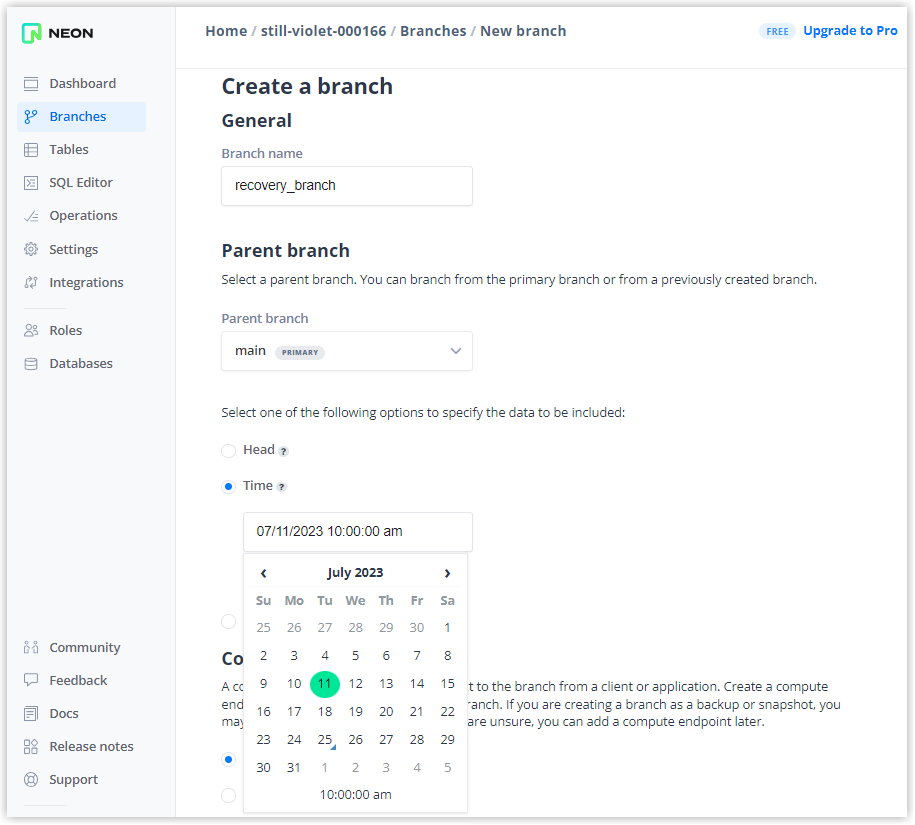 NEON
Home / still-violet-000166 / Branches / New branch
FREE Upgrade to Pro
Dashboard
Branches
Tables
SQL Editor
Operations
Settings
Integrations
Roles
Databases
Community
Feedback
Docs
Release notes
Support
Create a branch
General
Branch name
recovery_branch
Parent branch
Select a parent branch. You can branch from the primary branch or from a previously created branch.
Parent branch
main PRIMARY
Select one of the following options to specify the data to be included:
Head ?
Time ?
07/11/2023 10:00:00 am
‹ July 2023 ›
Su Mo Tu We Th Fr Sa
25 26 27 28 29 30 1
2 3 4 5 6 7 8
9 10 11 12 13 14 15
16 17 18 19 20 21 22
23 24 25 26 27 28 29
30 31 1 2 3 4 5
10:00:00 am
Co
A co t to the branch from a client or application. Create a compute
end ranch. If you are creating a branch as a backup or snapshot, you
may are unsure, you can add a compute endpoint later.